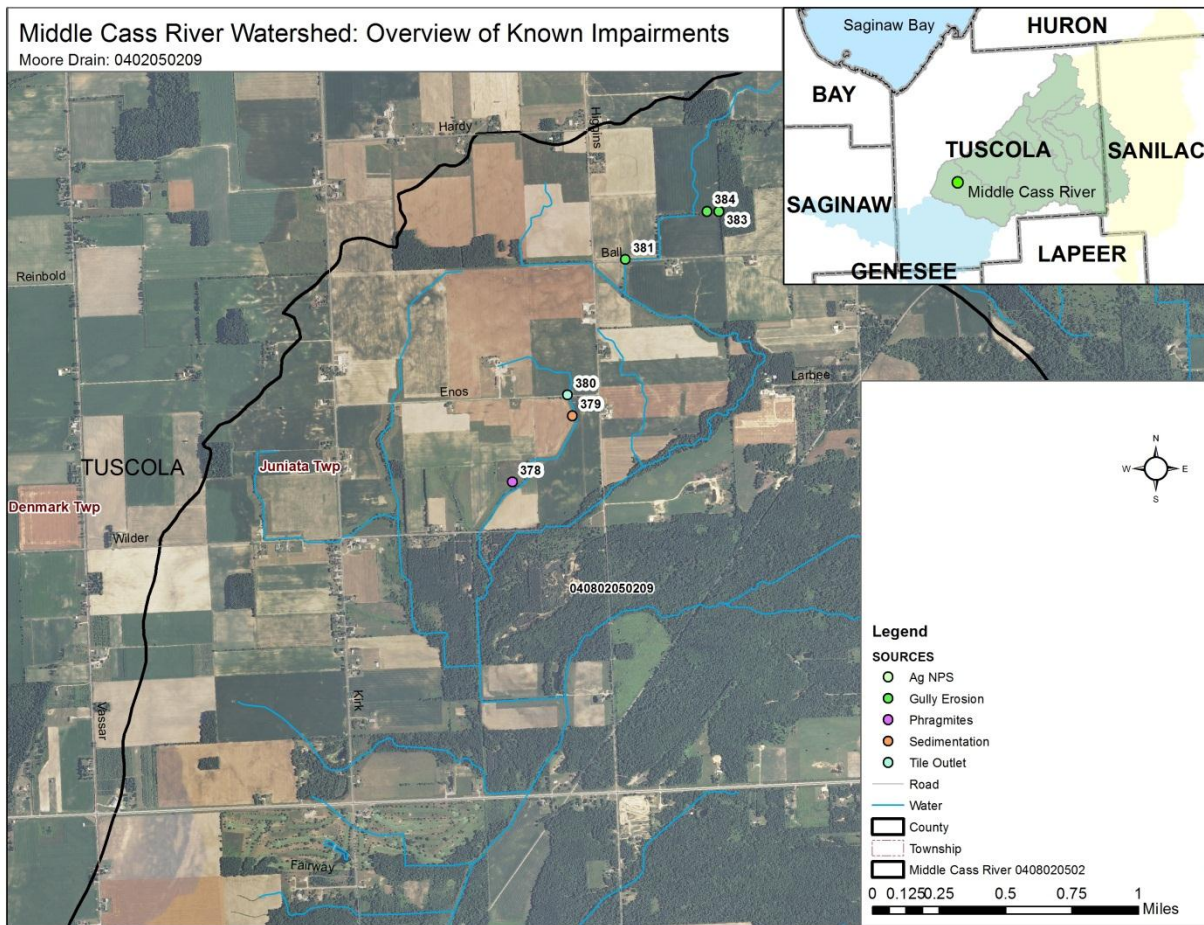 Middle Cass River Watershed: Overview of Known Impairments
Moore Drain: 0402050209
Saginaw Bay
HURON
BAY
TUSCOLA
SANILAC
Middle Cass River
SAGINAW
LAPEER
GENESEE
Hardy
Higgins
384
383
381
Ball
Reinbold
Larbee
380
Enos
379
TUSCOLA
Juniata Twp
378
Denmark Twp
Wilder
040802050209
Kirk
Vassar
Fairway
N
W
E
S
Legend
SOURCES
Ag NPS
Gully Erosion
Phragmites
Sedimentation
Tile Outlet
Road
Water
County
Township
Middle Cass River 0408020502
0 0.1250.25 0.5 0.75 1
Miles